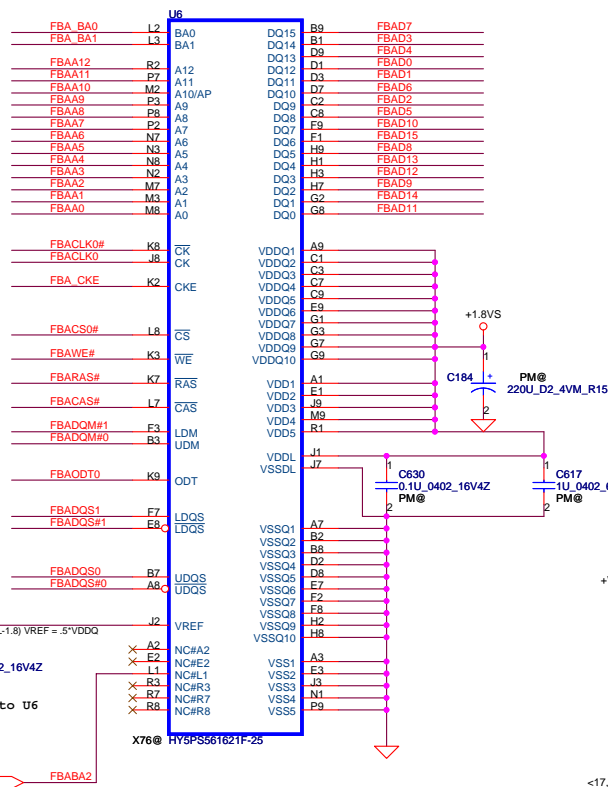 U6
FBA_BA0 L2 BA0 DQ15 B9 FBAD7
FBA_BA1 L3 BA1 DQ14 B1 FBAD3
DQ13 D9 FBAD4
FBAA12 R2 A12 DQ12 D1 FBAD0
FBAA11 P7 A11 DQ11 D3 FBAD1
FBAA10 M2 A10/AP DQ10 D7 FBAD6
FBAA9 P3 A9 DQ9 C2 FBAD2
FBAA8 P8 A8 DQ8 C8 FBAD5
FBAA7 P2 A7 DQ7 F9 FBAD10
FBAA6 N7 A6 DQ6 F1 FBAD15
FBAA5 N3 A5 DQ5 H9 FBAD8
FBAA4 N8 A4 DQ4 H1 FBAD13
FBAA3 N2 A3 DQ3 H3 FBAD12
FBAA2 M7 A2 DQ2 H7 FBAD9
FBAA1 M3 A1 DQ1 G2 FBAD14
FBAA0 M8 A0 DQ0 G8 FBAD11
FBACLK0# K8 CK VDDQ1 A9
FBACLK0 J8 CK VDDQ2 C1
VDDQ3 C3
FBA_CKE K2 CKE VDDQ4 C7
VDDQ5 C9
VDDQ6 E9
VDDQ7 G1
+1.8VS
FBACS0# L8 CS VDDQ8 G3
VDDQ9 G7
FBAWE# K3 WE VDDQ10 G9
1
FBARAS# K7 RAS VDD1 A1
C184 + PM@
VDD2 E1
220U_D2_4VM_R15
FBACAS# L7 CAS VDD3 J9
2
VDD4 M9
FBADQM#1 F3 LDM VDD5 R1
FBADQM#0 B3 UDM
VDDL J1
VSSDL J7
1 1
FBAODT0 K9 ODT
C630 C617
0.1U_0402_16V4Z 1U_0402_6
PM@ PM@
2 2
FBADQS1 F7 LDQS
FBADQS#1 E8 LDQS VSSQ1 A7
VSSQ2 B2
VSSQ3 B8
VSSQ4 D2
FBADQS0 B7 UDQS VSSQ5 D8
FBADQS#0 A8 UDQS VSSQ6 E7
VSSQ7 F2
VSSQ8 F8
J2 VREF VSSQ9 H2
L-1.8) VREF = .5*VDDQ
VSSQ10 H8
A2 NC#A2
E2 NC#E2 VSS1 A3
2_16V4Z
L1 NC#L1 VSS2 E3
R3 NC#R3 VSS3 J3
R7 NC#R7 VSS4 N1
to U6
R8 NC#R8 VSS5 P9
X76@ HY5PS561621F-25
FBABA2
<17,